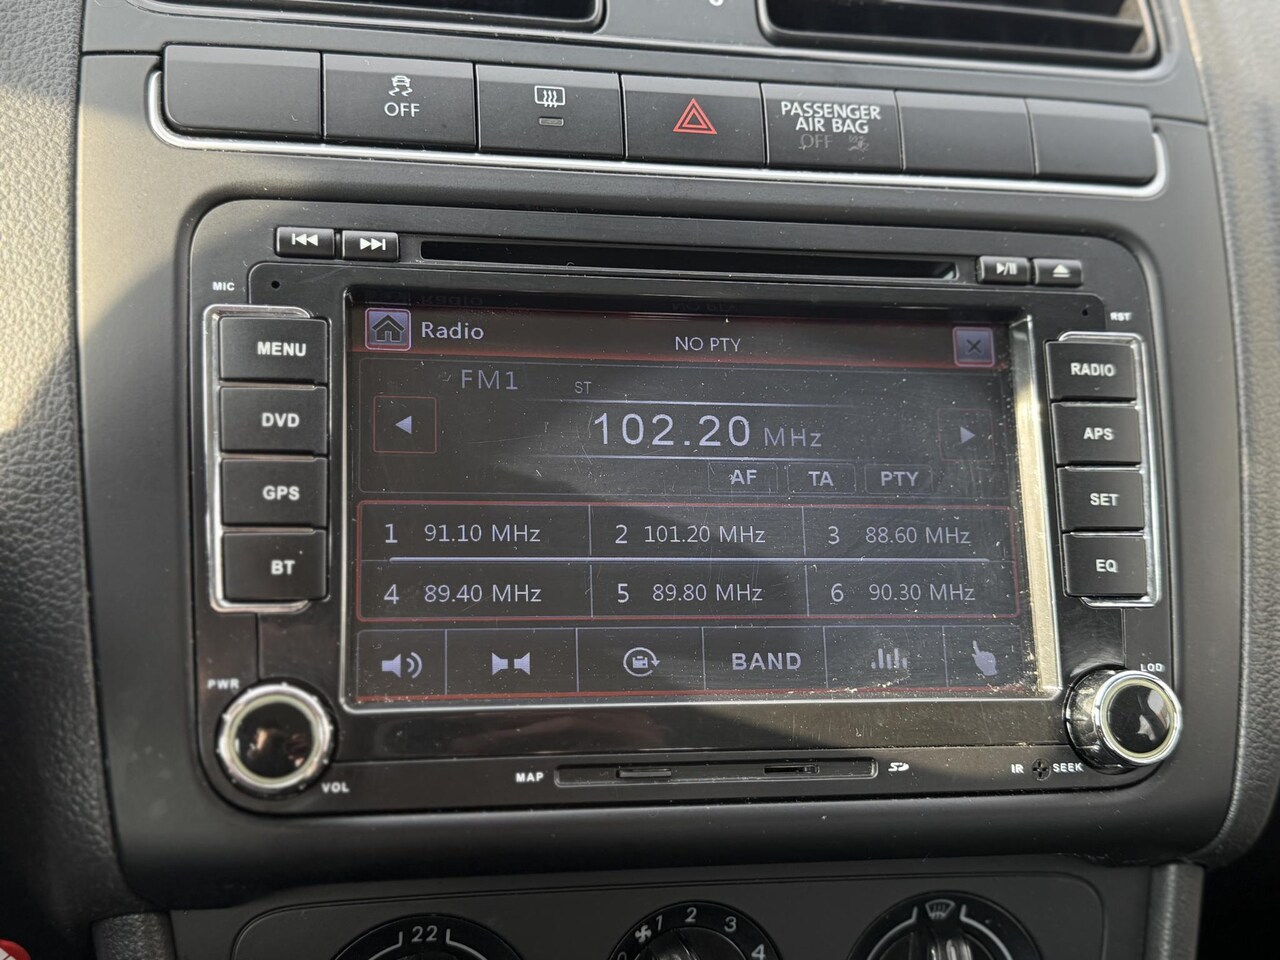 OFF
PASSENGER
AIR BAG
OFF
MIC
RST
MENU
DVD
GPS
BT
Radio
NO PTY
FM1
ST
102.20 MHz
AF TA PTY
1 91.10 MHz 2 101.20 MHz 3 88.60 MHz
4 89.40 MHz 5 89.80 MHz 6 90.30 MHz
BAND
RADIO
APS
SET
EQ
PWR
VOL
LOD
MAP
SD
IR SEEK
22
1 2 3 4